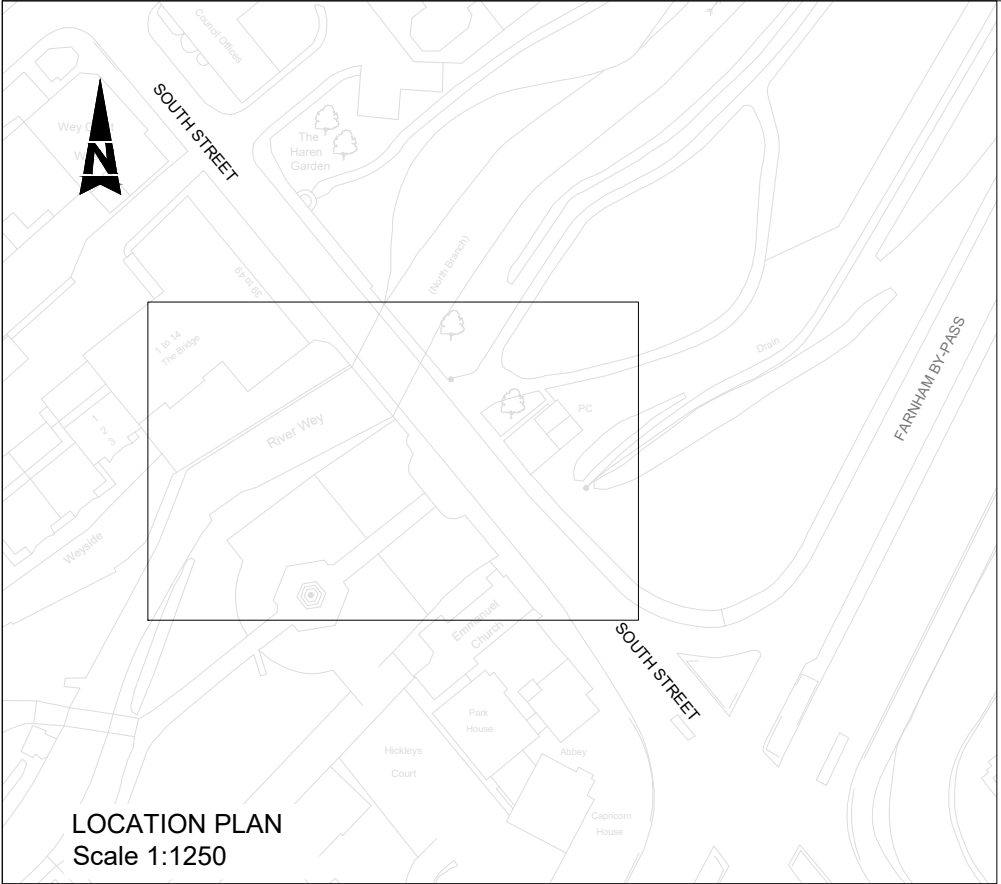 Council Offices
SOUTH STREET
Wey
N
The
Haren
Garden
(North Branch)
39 to 49
1 to 14
The Bridge
Drain
FARNHAM BY-PASS
PC
1 2 3
River Wey
Weyside
Emmanuel
Church
SOUTH STREET
Park
House
Hickleys
Court
Abbey
Capricorn
House
LOCATION PLAN
Scale 1:1250